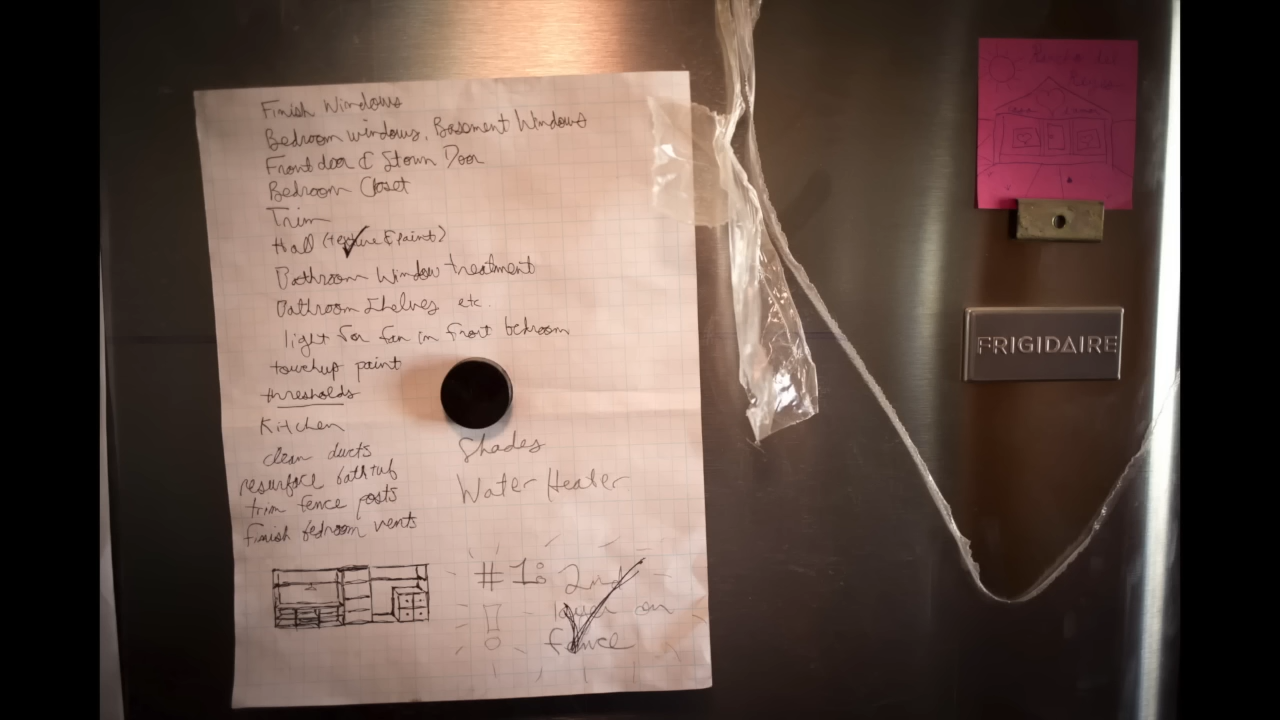 Finish Windows
Bedroom windows, Basement Windows
Front door & Storm Door
Bedroom Closet
Trim
Hall (texture & paint)
Bathroom Window treatment
Bathroom Shelves etc.
light for fan in front bedroom
touchup paint
thresholds
Kitchen
clean ducts
resurface bathtub
trim fence posts
finish bedroom vents
Shades
Water Heater
#1: 2nd
! layer on
fence
FRIGIDAIRE